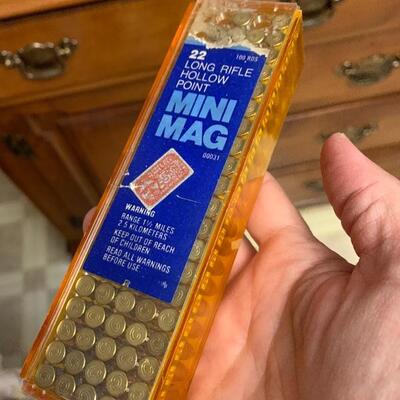 22
100 RDS
LONG RIFLE
HOLLOW
POINT
MINI
MAG
00031
WARNING
RANGE 1½ MILES
2.5 KILOMETERS
KEEP OUT OF REACH
OF CHILDREN
READ ALL WARNINGS
BEFORE USE